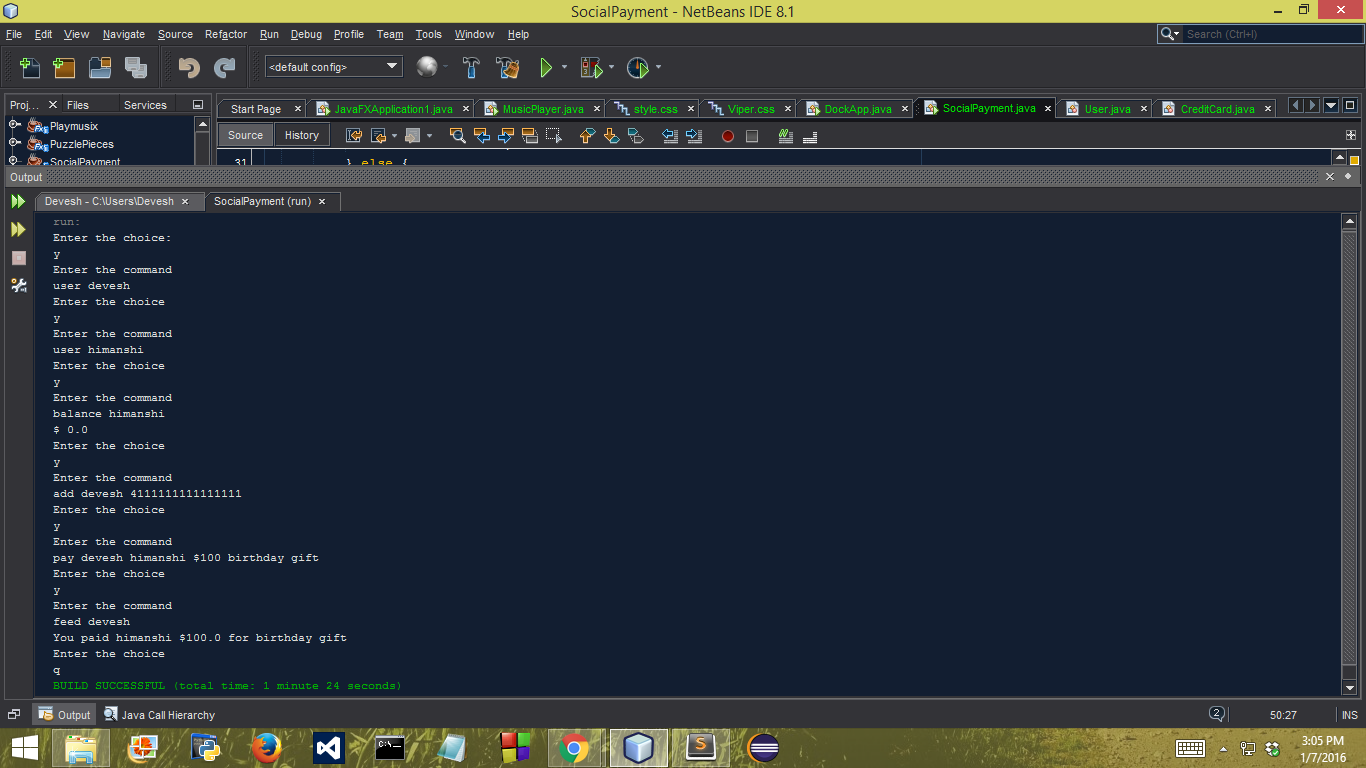 SocialPayment - NetBeans IDE 8.1
File Edit View Navigate Source Refactor Run Debug Profile Team Tools Window Help
Search (Ctrl+I)
<default config>
Proj... Files Services
Start Page JavaFXApplication1.java MusicPlayer.java style.css Viper.css DockApp.java SocialPayment.java User.java CreditCard.java
Playmusix
PuzzlePieces
SocialPayment
Source History
31 } else {
Output
Devesh - C:\Users\Devesh SocialPayment (run)
run:
Enter the choice:
y
Enter the command
user devesh
Enter the choice
y
Enter the command
user himanshi
Enter the choice
y
Enter the command
balance himanshi
$ 0.0
Enter the choice
y
Enter the command
add devesh 4111111111111111
Enter the choice
y
Enter the command
pay devesh himanshi $100 birthday gift
Enter the choice
y
Enter the command
feed devesh
You paid himanshi $100.0 for birthday gift
Enter the choice
q
BUILD SUCCESSFUL (total time: 1 minute 24 seconds)
Output Java Call Hierarchy
2 50:27 INS
C:\_
S
3:05 PM
1/7/2016